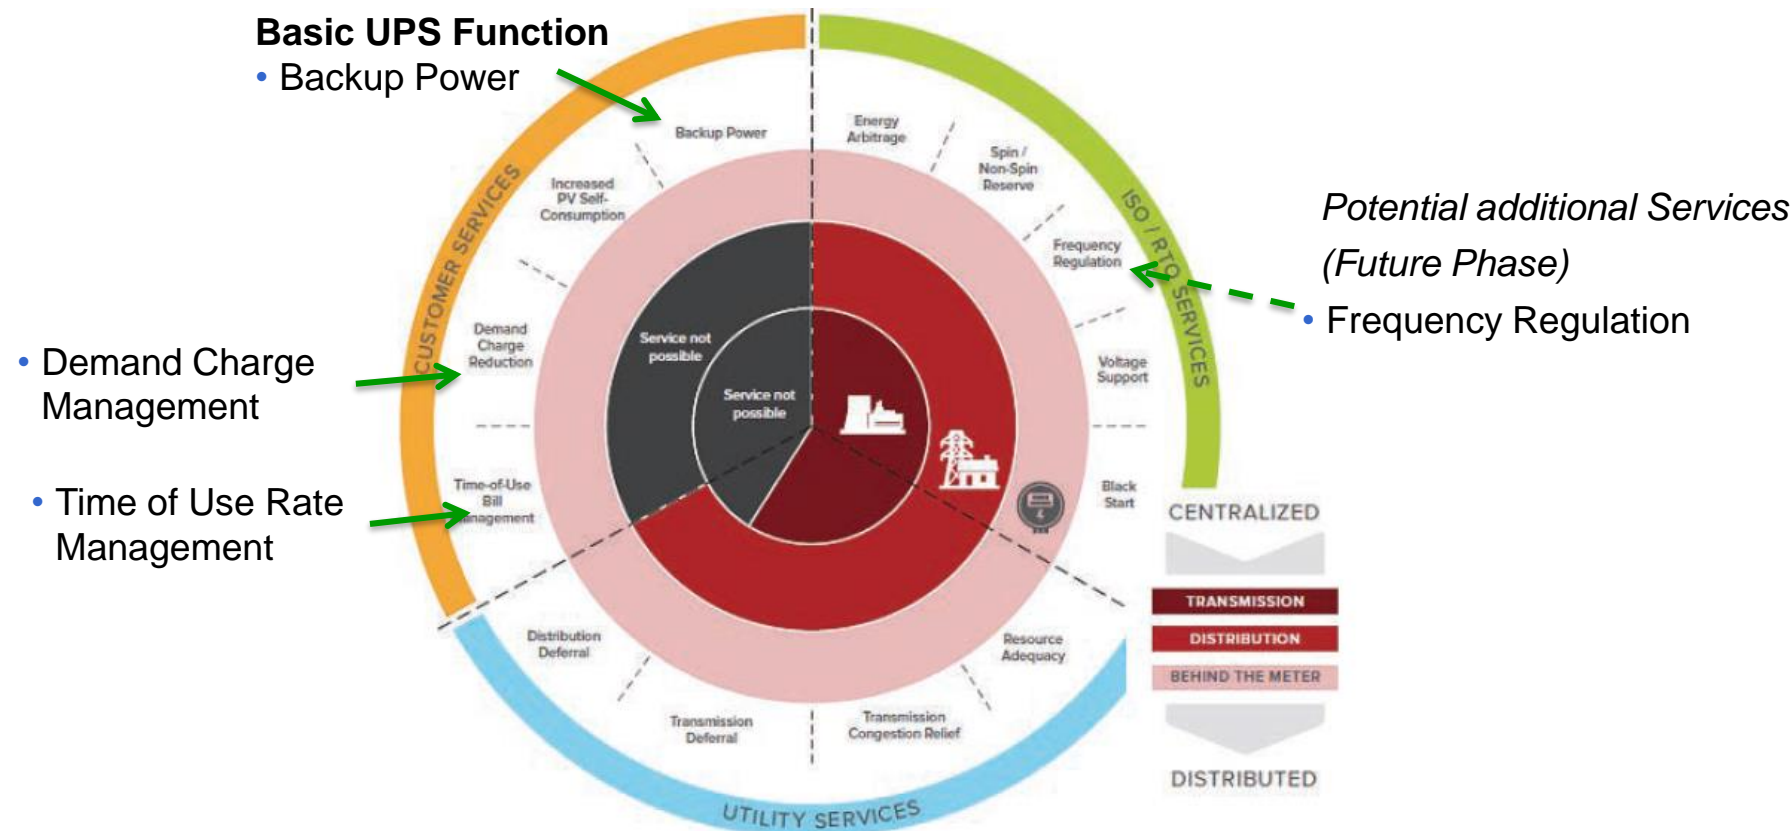 Basic UPS Function
• Backup Power
Backup Power
Energy
Arbitrage
Spin /
Non-Spin
Reserve
Increased
PV Self-
Consumption
Frequency
Regulation
Potential additional Services
(Future Phase)
• Frequency Regulation
CUSTOMER SERVICES
ISO / RTO SERVICES
Demand
Charge
Reduction
Service not
possible
Voltage
Support
• Demand Charge
Management
Service not
possible
• Time of Use Rate
Management
Time-of-Use
Bill
Management
Black
Start
CENTRALIZED
TRANSMISSION
DISTRIBUTION
BEHIND THE METER
DISTRIBUTED
Distribution
Deferral
Resource
Adequacy
Transmission
Deferral
Transmission
Congestion Relief
UTILITY SERVICES